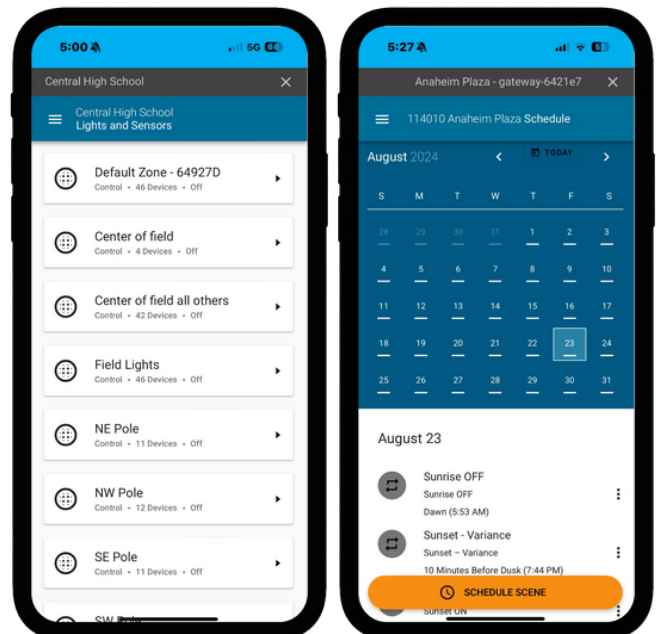 5:00
5G 60
Central High School
Central High School
Lights and Sensors
Default Zone - 64927D
Control • 46 Devices • Off
Center of field
Control • 4 Devices • Off
Center of field all others
Control • 42 Devices • Off
Field Lights
Control • 46 Devices • Off
NE Pole
Control • 11 Devices • Off
NW Pole
Control • 12 Devices • Off
SE Pole
Control • 11 Devices • Off
SW Pole
5:27
Anaheim Plaza - gateway-6421e7
114010 Anaheim Plaza Schedule
August 2024 TODAY
S M T W T F S
28 29 30 31 1 2 3
4 5 6 7 8 9 10
11 12 13 14 15 16 17
18 19 20 21 22 23 24
25 26 27 28 29 30 31
August 23
Sunrise OFF
Sunrise OFF
Dawn (5:53 AM)
Sunset - Variance
Sunset – Variance
10 Minutes Before Dusk (7:44 PM)
SCHEDULE SCENE
Sunset ON